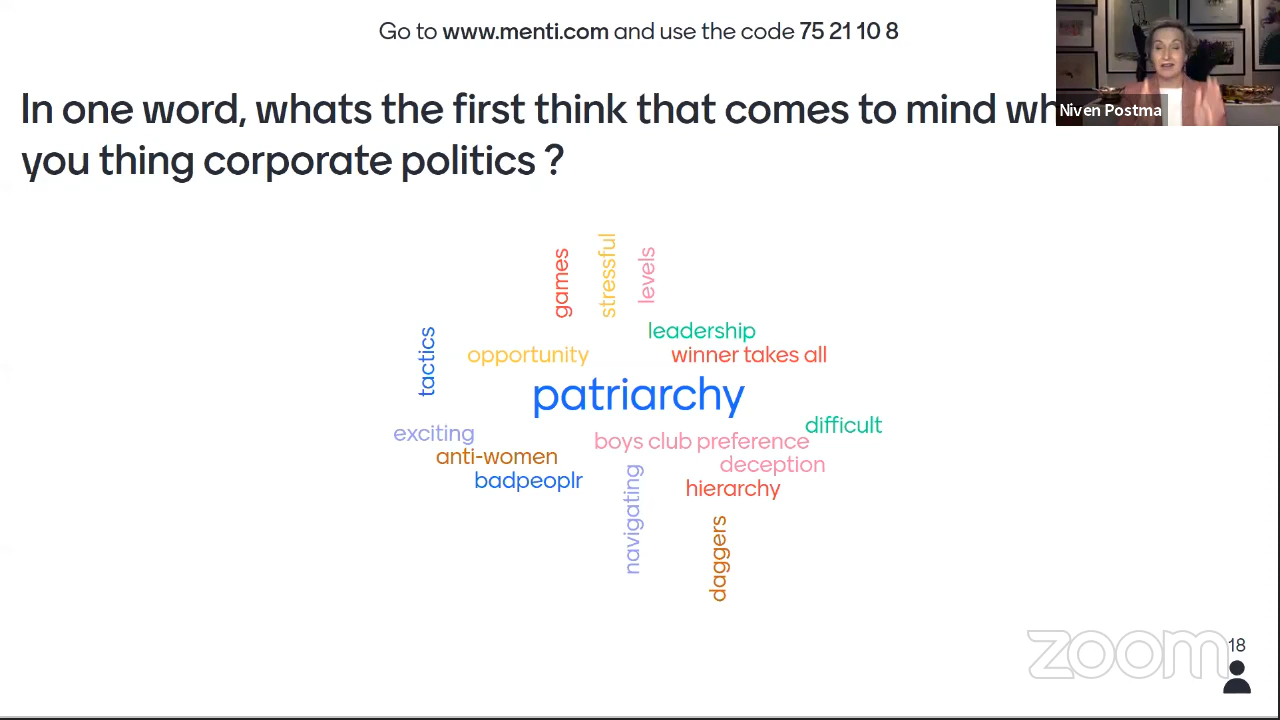 Go to www.menti.com and use the code 75 21 10 8
Niven Postma
In one word, whats the first think that comes to mind wh
you thing corporate politics ?
games
stressful
levels
leadership
tactics
opportunity
winner takes all
patriarchy
difficult
exciting
boys club preference
anti-women
deception
badpeoplr
hierarchy
navigating
daggers
zoom
18